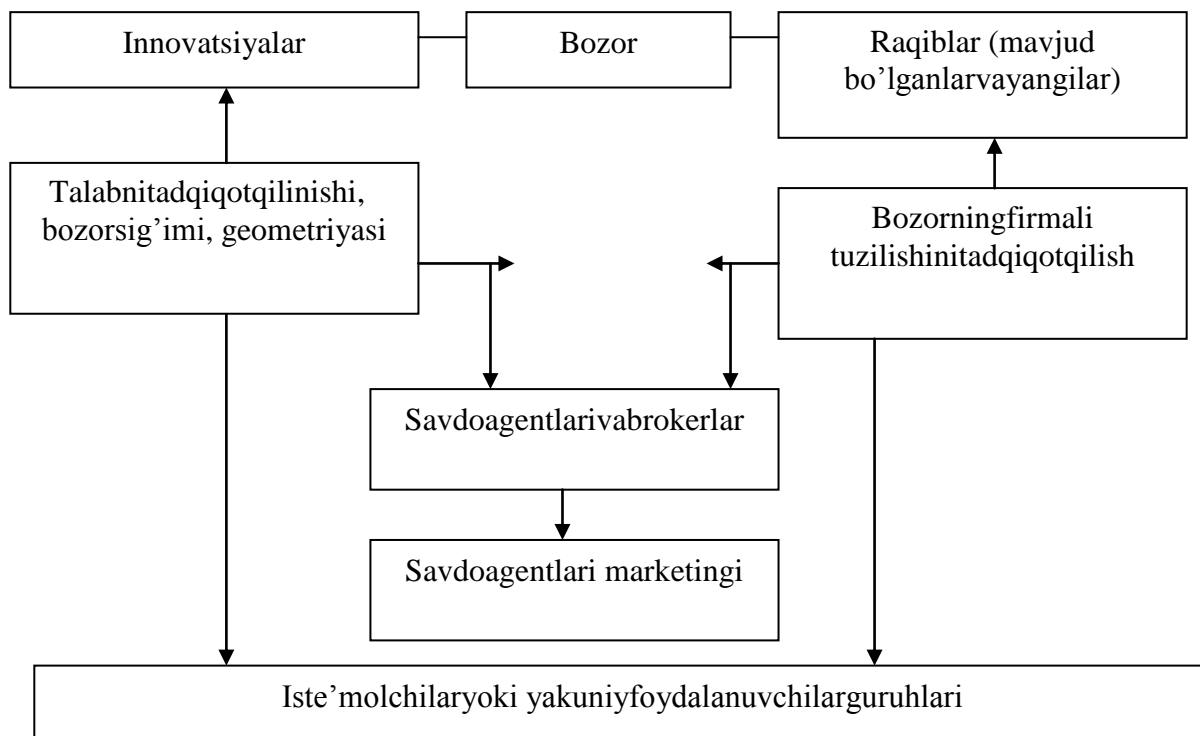 Innovatsiyalar
Bozor
Raqiblar (mavjud
bo’lganlarvayangilar)
Talabnitadqiqotqilinishi,
bozorsig’imi, geometriyasi
Bozorningfirmali
tuzilishinitadqiqotqilish
Savdoagentlarivabrokerlar
Savdoagentlari marketingi
Iste’molchilaryoki yakuniyfoydalanuvchilarguruhlari